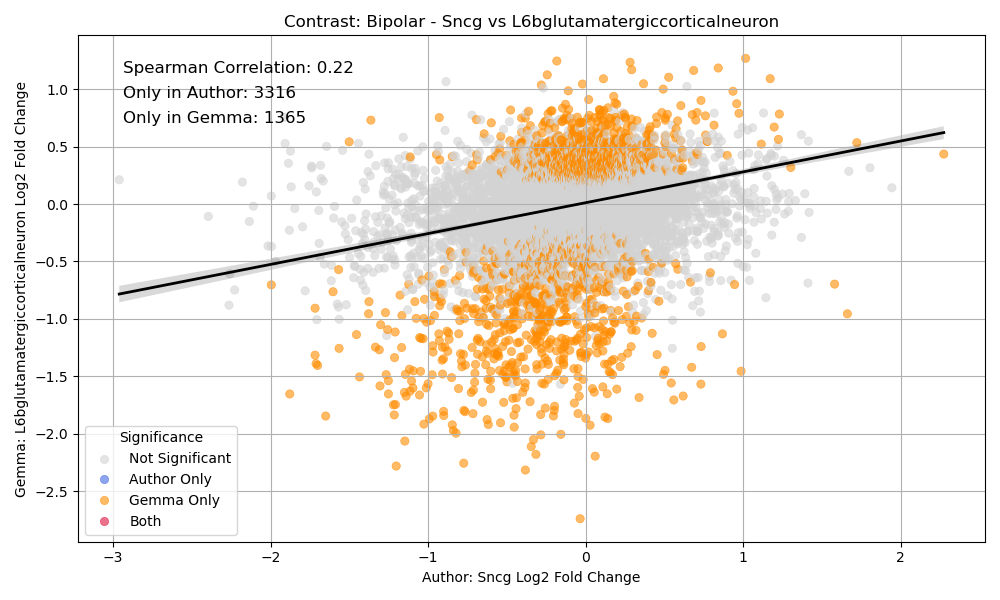 Contrast: Bipolar - Sncg vs L6bglutamatergiccorticalneuron
Spearman Correlation: 0.22
Only in Author: 3316
Only in Gemma: 1365
Gemma: L6bglutamatergiccorticalneuron Log2 Fold Change
1.0
0.5
0.0
−0.5
−1.0
−1.5
−2.0
−2.5
Significance
Not Significant
Author Only
Gemma Only
Both
−3
−2
−1
0
1
2
Author: Sncg Log2 Fold Change